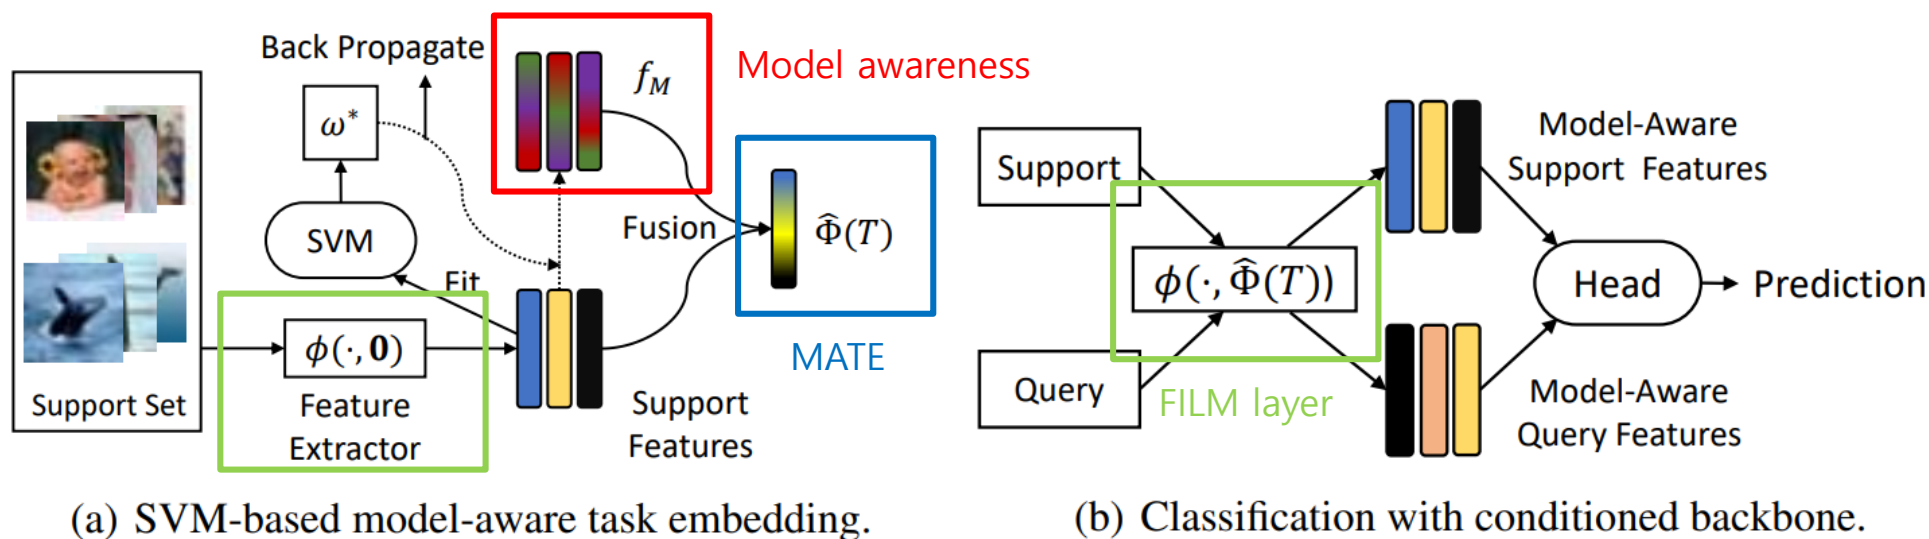 Back Propagate
ω*
SVM
Fit
ϕ(·, 0)
Feature
Extractor
Support Set
Support
Features
f_M
Model awareness
Fusion
Φ̂(T)
MATE
(a) SVM-based model-aware task embedding.
Support
Query
ϕ(·, Φ̂(T))
FILM layer
Model-Aware
Support Features
Model-Aware
Query Features
Head
Prediction
(b) Classification with conditioned backbone.